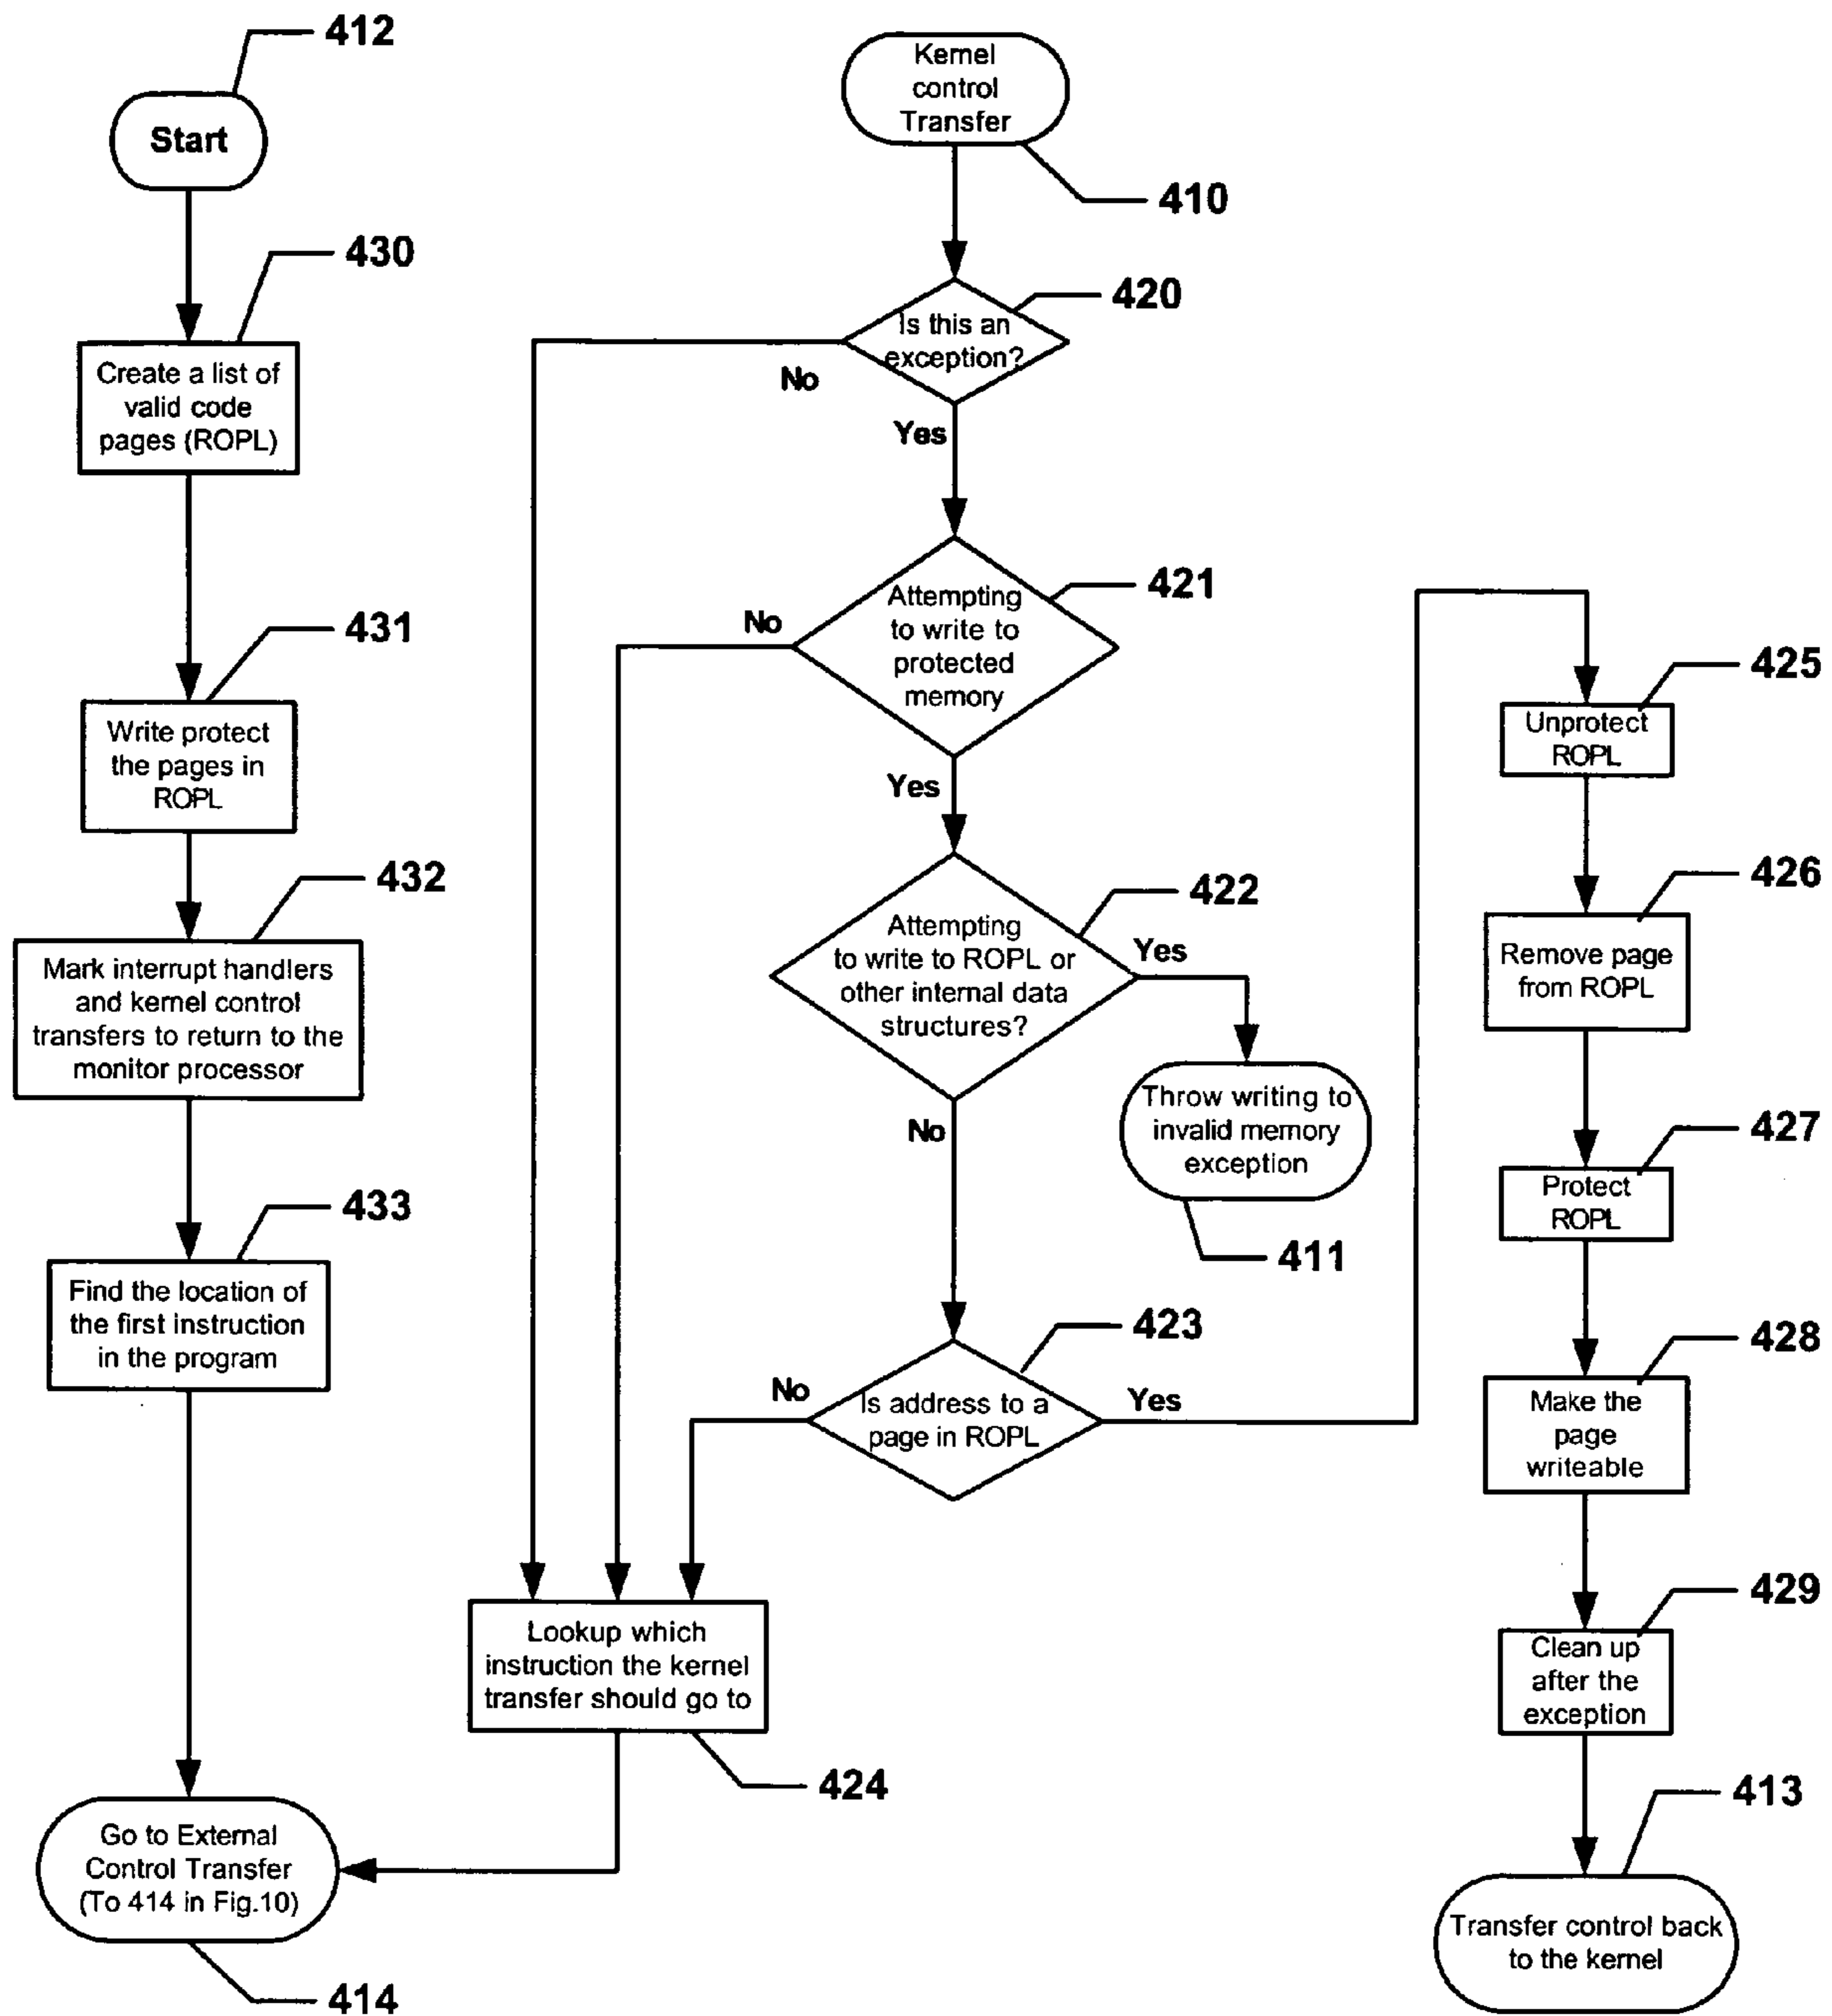 412
Start
430
Create a list of
valid code
pages (ROPL)
431
Write protect
the pages in
ROPL
432
Mark interrupt handlers
and kernel control
transfers to return to the
monitor processor
433
Find the location of
the first instruction
in the program
Go to External
Control Transfer
(To 414 in Fig.10)
414
Kernel
control
Transfer
410
420
Is this an
exception?
No
Yes
421
Attempting
to write to
protected
memory
No
Yes
422
Attempting
to write to ROPL or
other internal data
structures?
Yes
No
Throw writing to
invalid memory
exception
411
423
Is address to a
page in ROPL
No
Yes
Lookup which
instruction the kernel
transfer should go to
424
425
Unprotect
ROPL
426
Remove page
from ROPL
427
Protect
ROPL
428
Make the
page
writeable
429
Clean up
after the
exception
413
Transfer control back
to the kernel